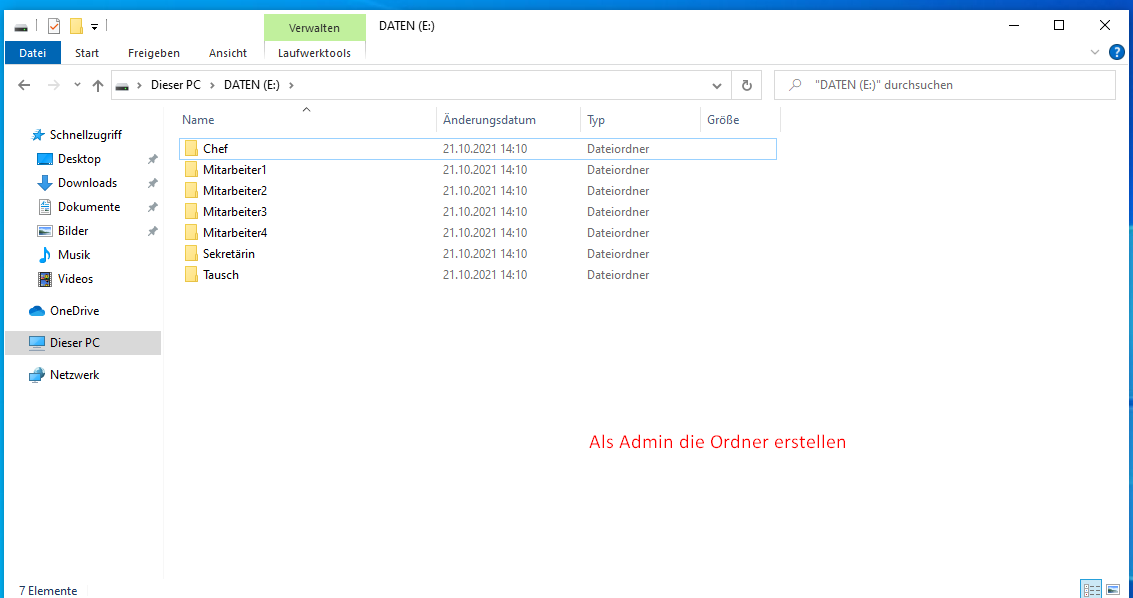 Verwalten DATEN (E:)
Datei Start Freigeben Ansicht Laufwerktools
Dieser PC > DATEN (E:) > "DATEN (E:)" durchsuchen
Name Änderungsdatum Typ Größe
Schnellzugriff
Desktop
Downloads
Dokumente
Bilder
Musik
Videos
OneDrive
Dieser PC
Netzwerk
Chef 21.10.2021 14:10 Dateiordner
Mitarbeiter1 21.10.2021 14:10 Dateiordner
Mitarbeiter2 21.10.2021 14:10 Dateiordner
Mitarbeiter3 21.10.2021 14:10 Dateiordner
Mitarbeiter4 21.10.2021 14:10 Dateiordner
Sekretärin 21.10.2021 14:10 Dateiordner
Tausch 21.10.2021 14:10 Dateiordner
Als Admin die Ordner erstellen
7 Elemente